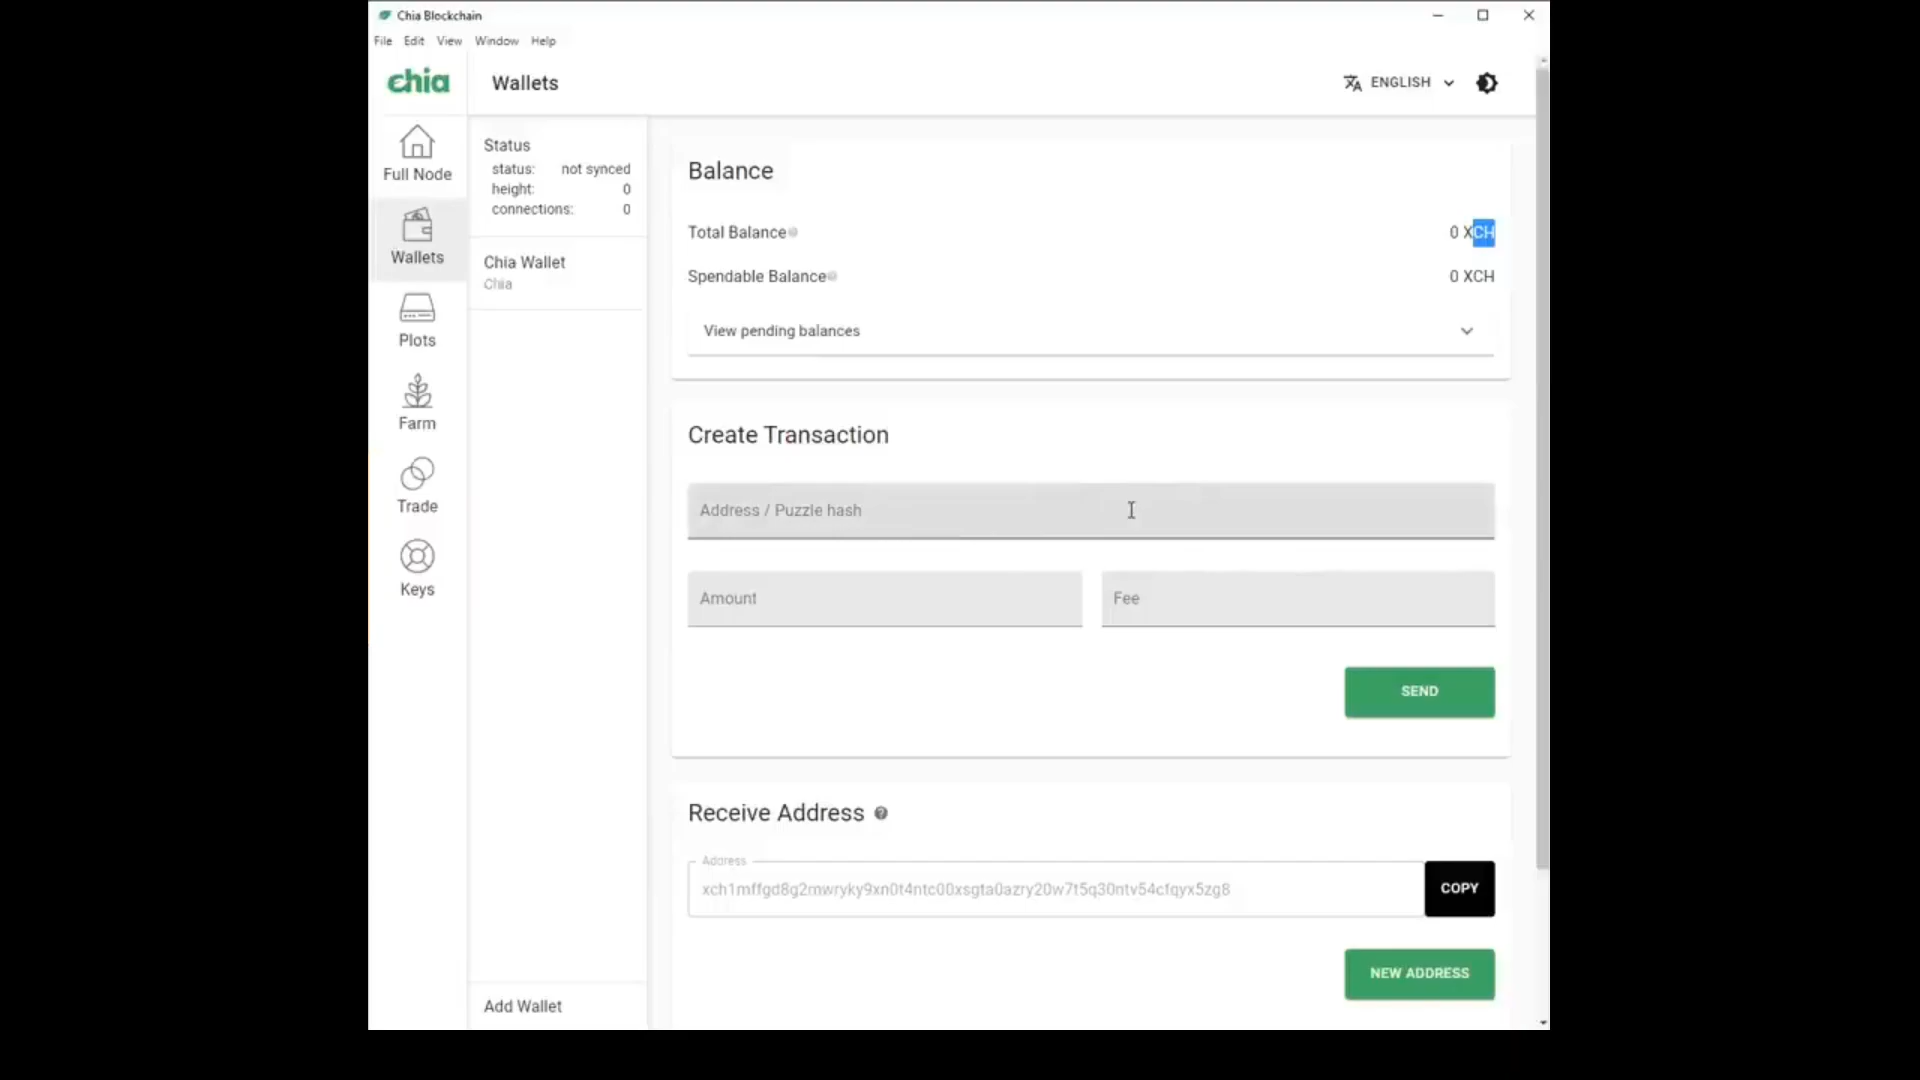 Chia Blockchain
File Edit View Window Help
chia
Wallets
ENGLISH
Full Node
Wallets
Plots
Farm
Trade
Keys
Status
status: not synced
height: 0
connections: 0
Chia Wallet
Chia
Add Wallet
Balance
Total Balance 0 XCH
Spendable Balance 0 XCH
View pending balances
Create Transaction
Address / Puzzle hash
Amount
Fee
SEND
Receive Address
Address
xch1mffgd8g2mwryky9xn0t4ntc00xsgta0azry20w7t5q30ntv54cfqyx5zg8
COPY
NEW ADDRESS